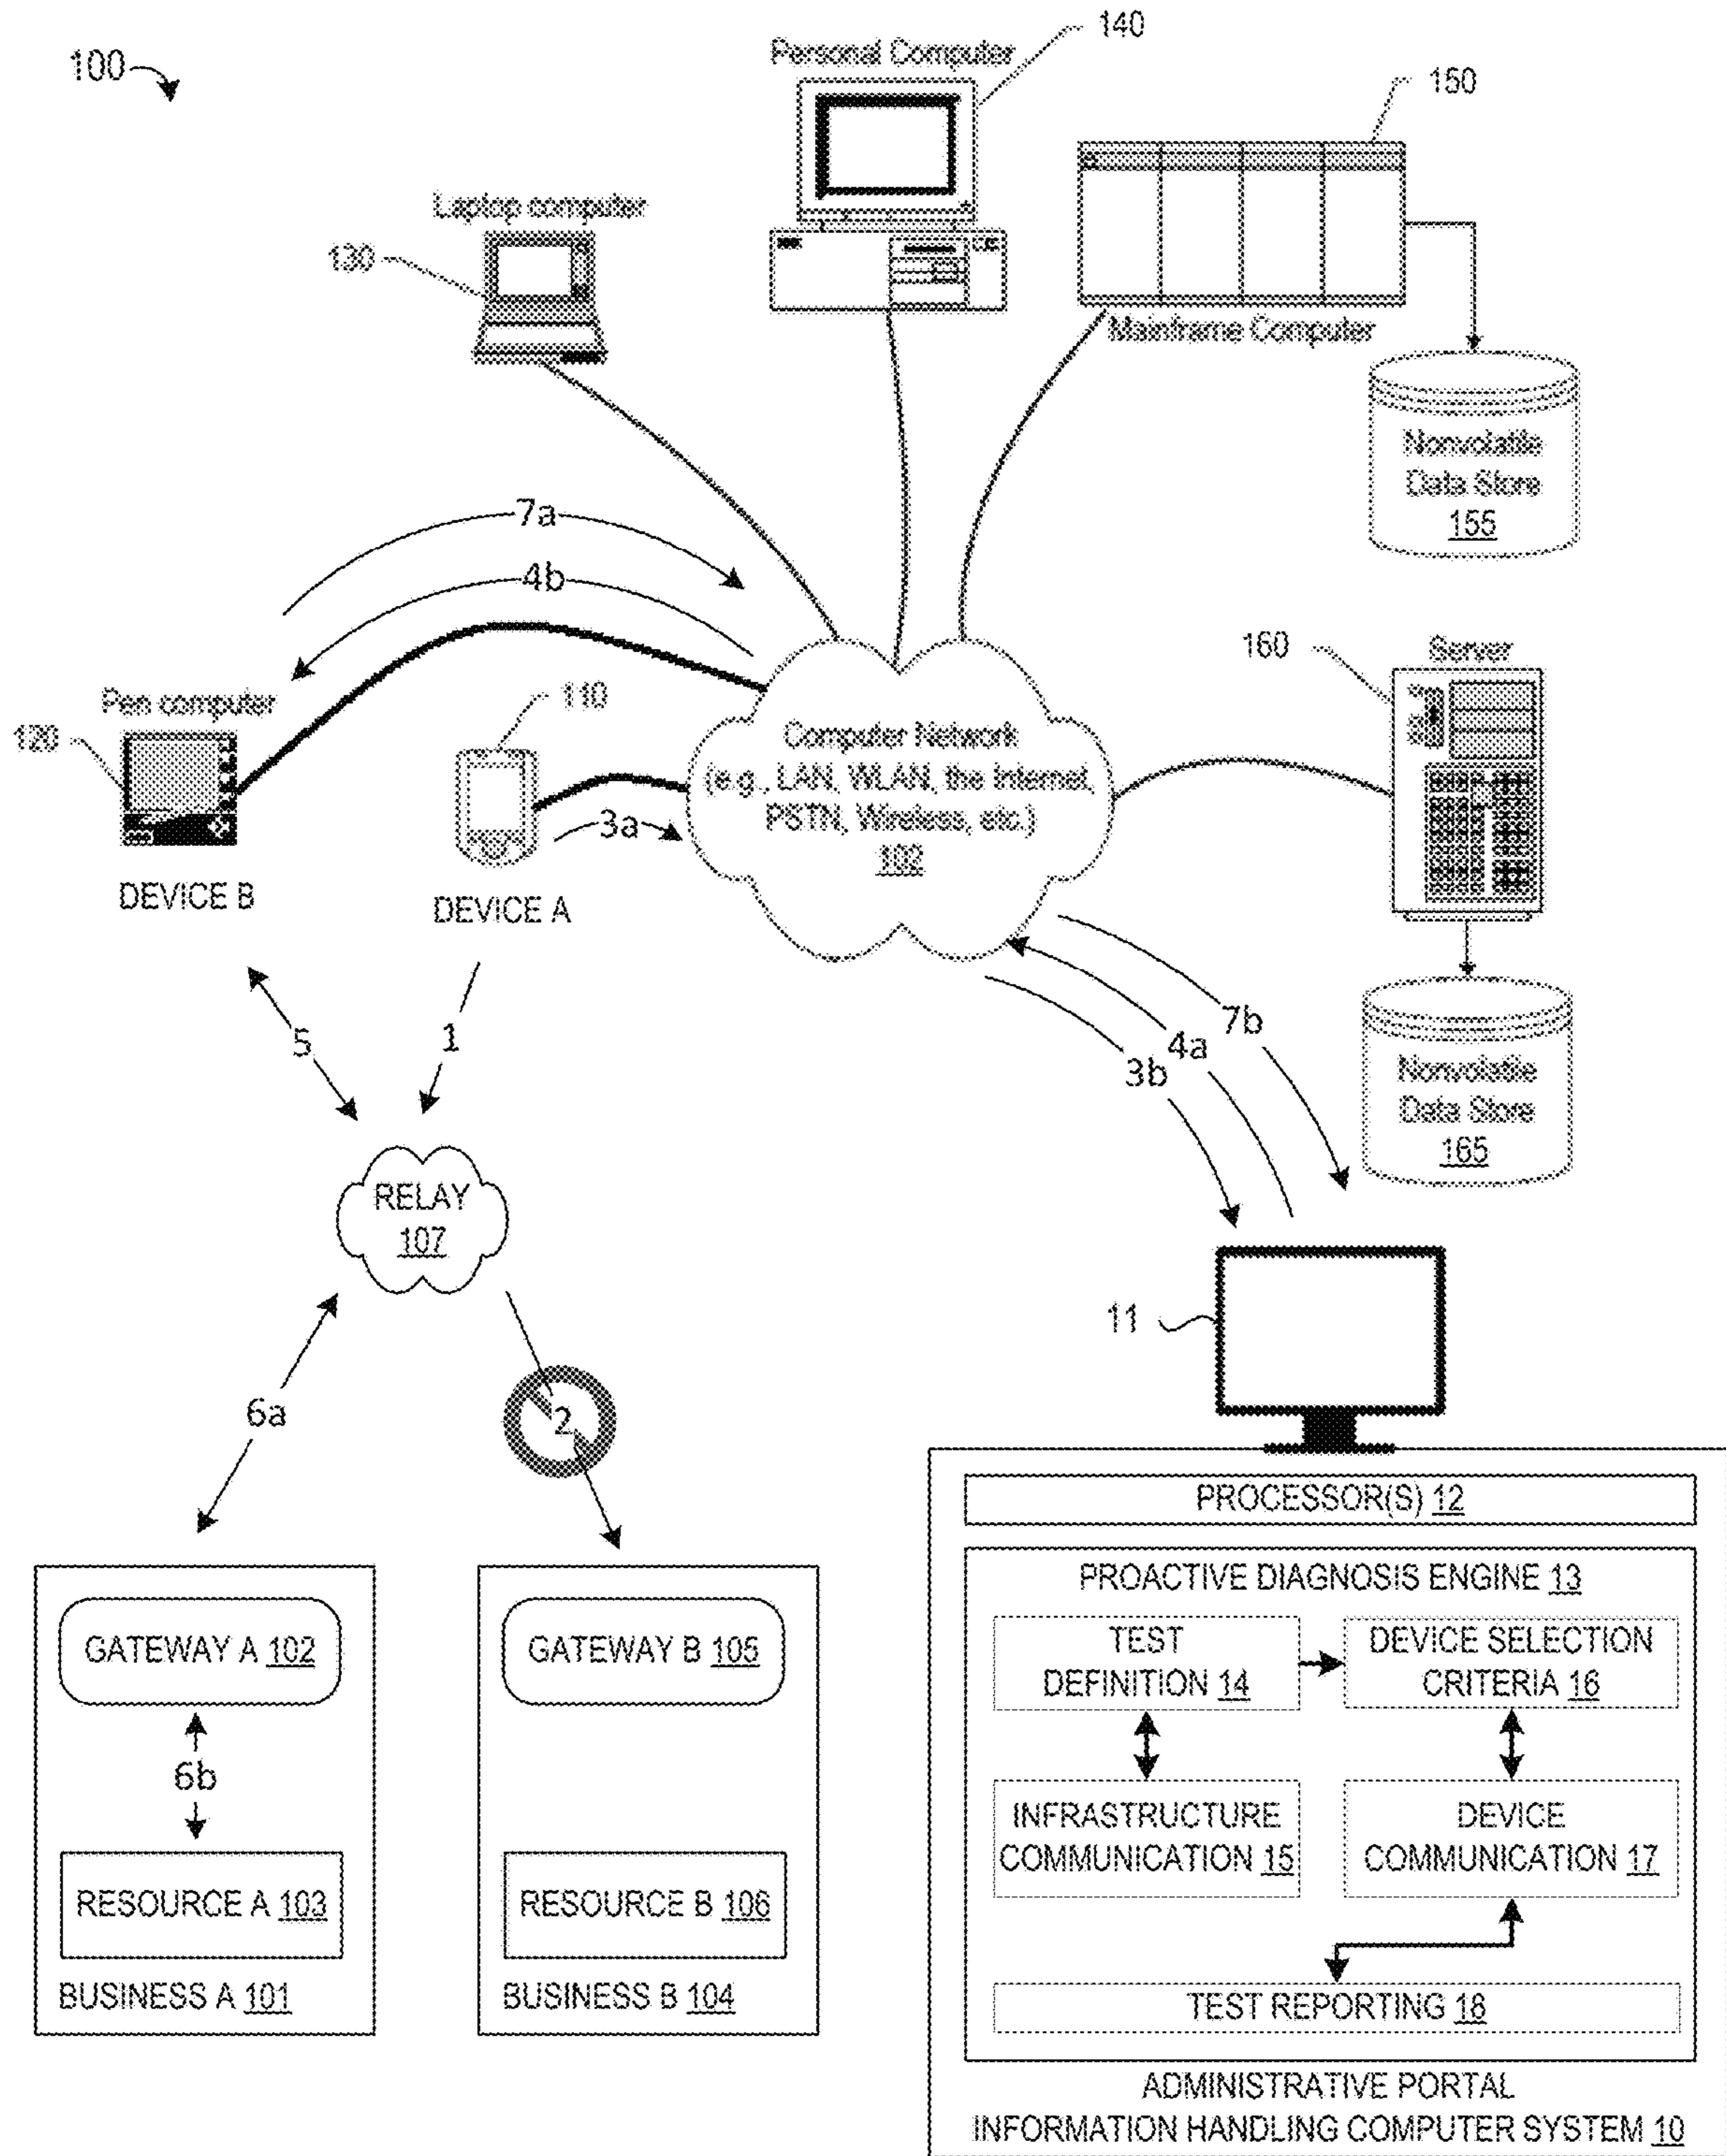 100
Personal Computer
140
150
Laptop computer
130
Mainframe Computer
Nonvolatile
Data Store
155
7a
4b
160
Server
Pen computer
120
110
Computer Network
(e.g., LAN, WLAN, the Internet,
PSTN, Wireless, etc.)
102
3a
DEVICE B
DEVICE A
5
1
7b
4a
3b
Nonvolatile
Data Store
165
RELAY
107
11
6a
2
PROCESSOR(S) 12
PROACTIVE DIAGNOSIS ENGINE 13
GATEWAY A 102
GATEWAY B 105
TEST
DEFINITION 14
DEVICE SELECTION
CRITERIA 16
6b
INFRASTRUCTURE
COMMUNICATION 15
DEVICE
COMMUNICATION 17
RESOURCE A 103
RESOURCE B 106
BUSINESS A 101
BUSINESS B 104
TEST REPORTING 18
ADMINISTRATIVE PORTAL
INFORMATION HANDLING COMPUTER SYSTEM 10